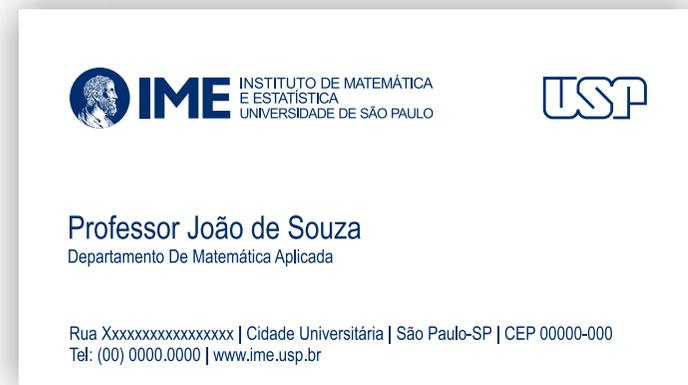 IME INSTITUTO DE MATEMÁTICA
E ESTATÍSTICA
UNIVERSIDADE DE SÃO PAULO
USP
Professor João de Souza
Departamento De Matemática Aplicada
Rua Xxxxxxxxxxxxxxxxx | Cidade Universitária | São Paulo-SP | CEP 00000-000
Tel: (00) 0000.0000 | www.ime.usp.br